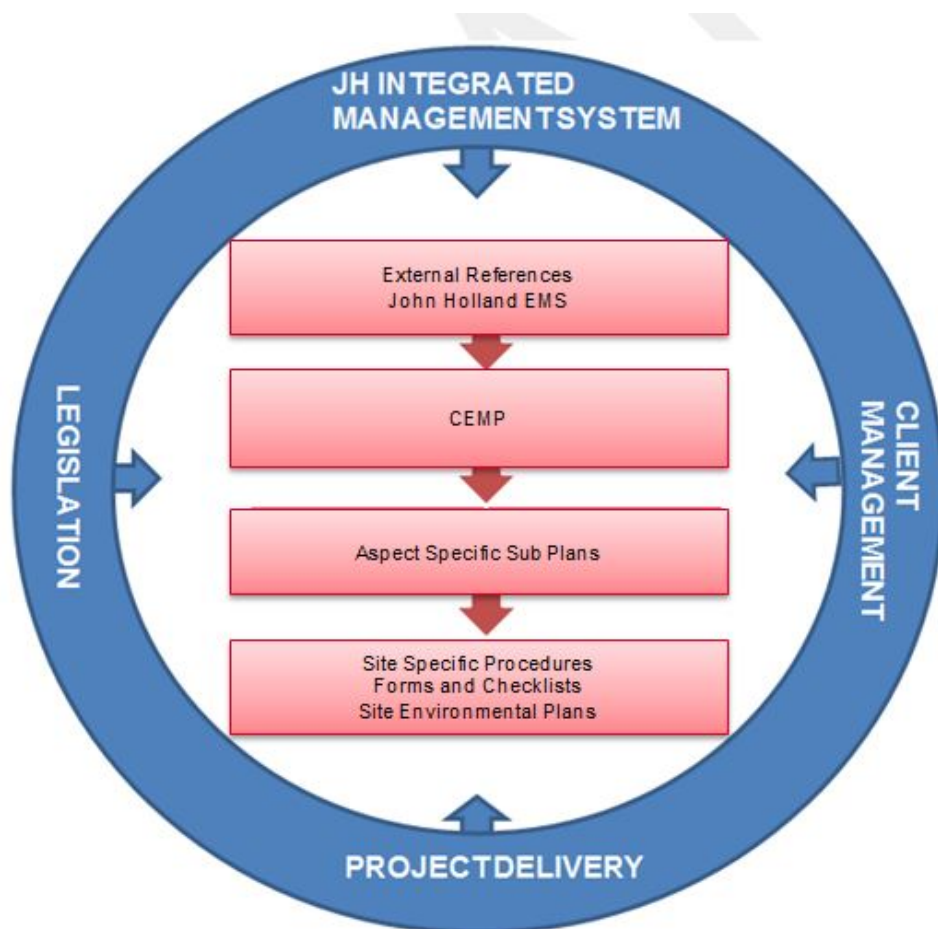 JH INTEGRATED
MANAGEMENTSYSTEM
External References
John Holland EMS
CEMP
Aspect Specific Sub Plans
Site Specific Procedures
Forms and Checklists
Site Environmental Plans
LEGISLATION
CLIENT
MANAGEMENT
PROJECTDELIVERY